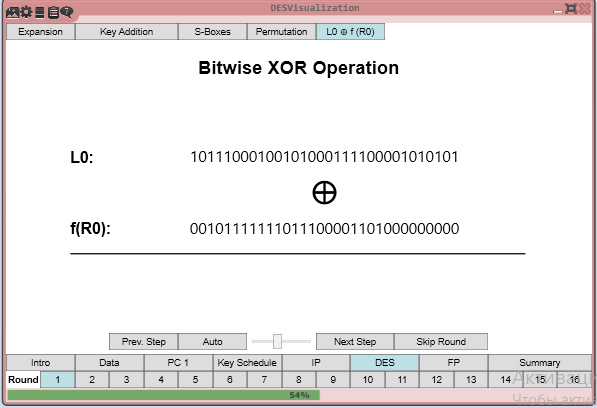 DESVisualization
Expansion Key Addition S-Boxes Permutation L0 ⊕ f (R0)
Bitwise XOR Operation
L0: 10111000100101000111100001010101
⊕
f(R0): 00101111111011100001101000000000
Prev. Step Auto Next Step Skip Round
Intro Data PC 1 Key Schedule IP DES FP Summary
Round 1 2 3 4 5 6 7 8 9 10 11 12 13 14 15 16
54%
Чтобы